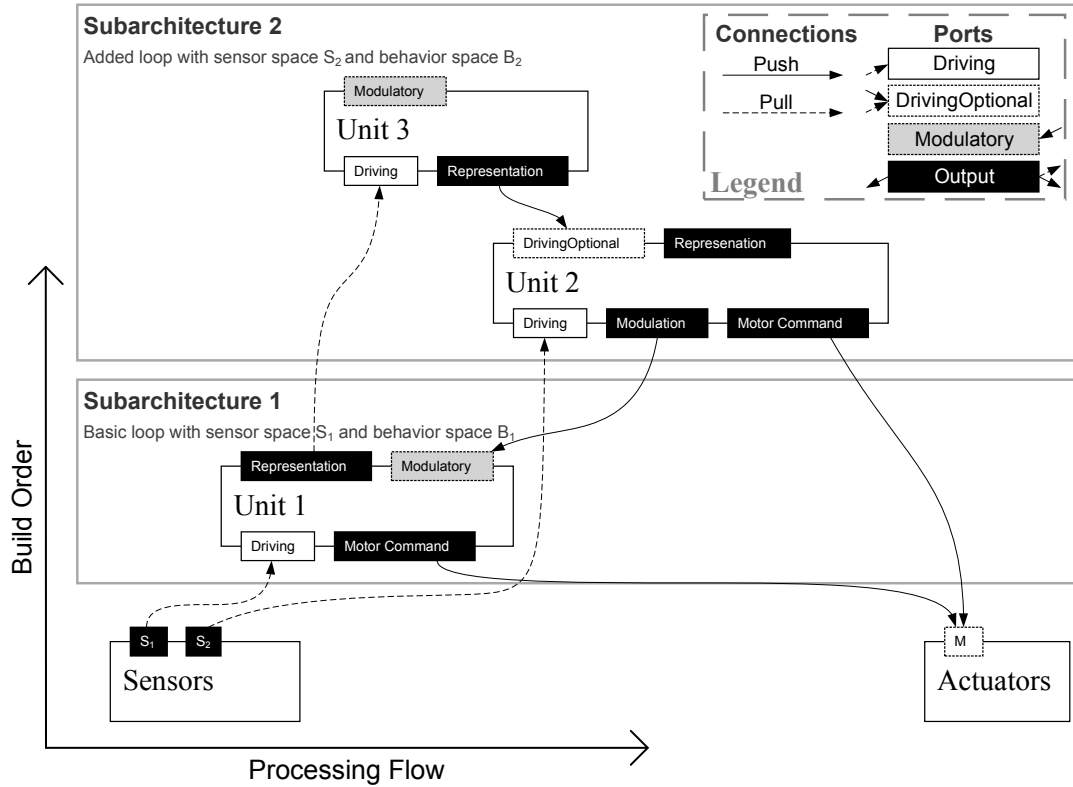 Subarchitecture 2
Added loop with sensor space S₂ and behavior space B₂
Connections
Ports
Push
Driving
Pull
DrivingOptional
Modulatory
Legend
Output
Modulatory
Unit 3
Driving
Representation
DrivingOptional
Represenation
Unit 2
Driving
Modulation
Motor Command
Subarchitecture 1
Basic loop with sensor space S₁ and behavior space B₁
Representation
Modulatory
Unit 1
Driving
Motor Command
S₁
S₂
Sensors
M
Actuators
Build Order
Processing Flow